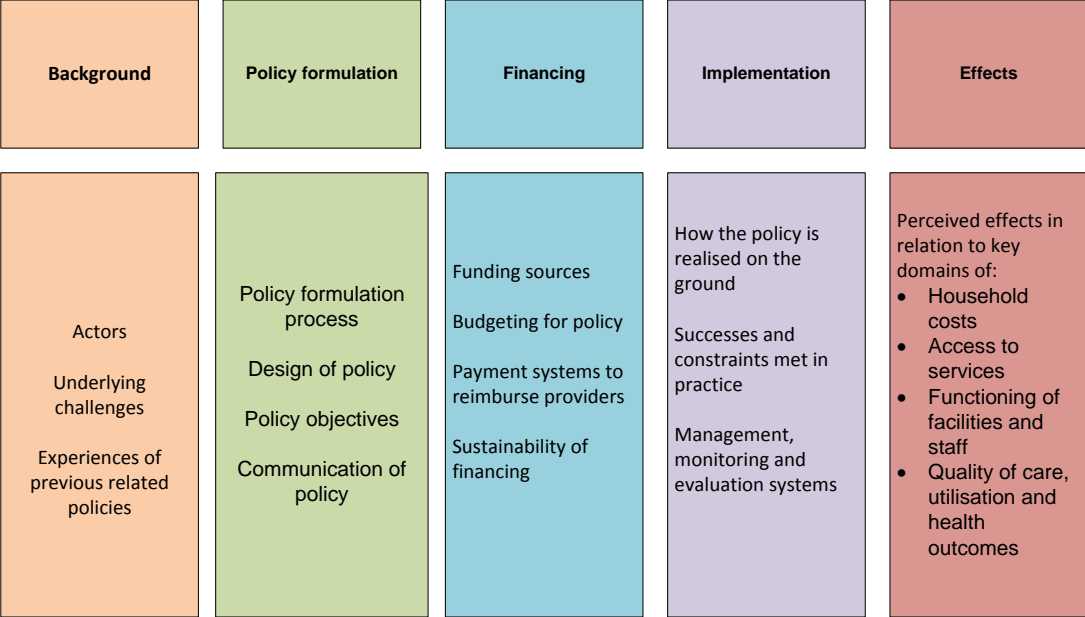 Background
Policy formulation
Financing
Implementation
Effects
Actors
Underlying
challenges
Experiences of
previous related
policies
Policy formulation
process
Design of policy
Policy objectives
Communication of
policy
Funding sources
Budgeting for policy
Payment systems to
reimburse providers
Sustainability of
financing
How the policy is
realised on the
ground
Successes and
constraints met in
practice
Management,
monitoring and
evaluation systems
Perceived effects in
relation to key
domains of:
• Household
costs
• Access to
services
• Functioning of
facilities and
staff
• Quality of care,
utilisation and
health
outcomes